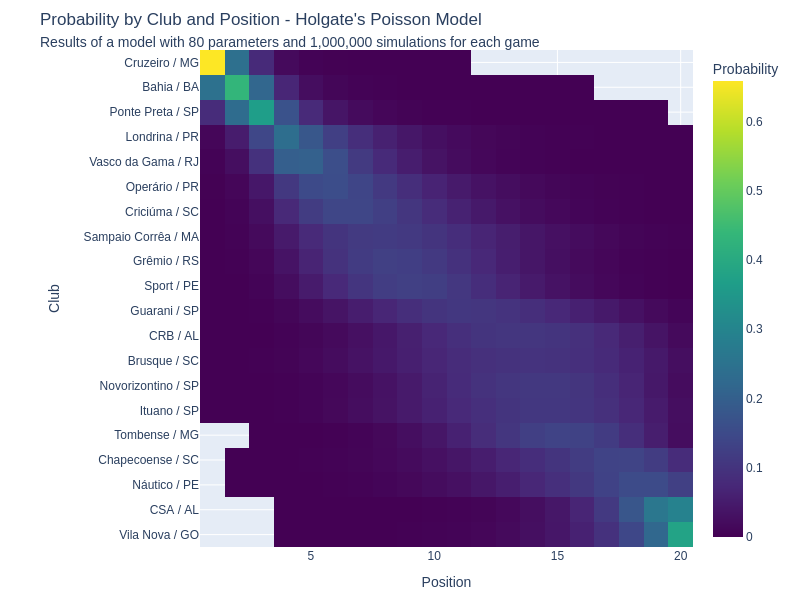 Probability by Club and Position - Holgate's Poisson Model
Results of a model with 80 parameters and 1,000,000 simulations for each game
Probability
Cruzeiro / MG
Bahia / BA
Ponte Preta / SP
Londrina / PR
Vasco da Gama / RJ
Operário / PR
Criciúma / SC
Sampaio Corrêa / MA
Grêmio / RS
Sport / PE
Guarani / SP
CRB / AL
Brusque / SC
Novorizontino / SP
Ituano / SP
Tombense / MG
Chapecoense / SC
Náutico / PE
CSA / AL
Vila Nova / GO
Club
5
10
15
20
Position
0.6
0.5
0.4
0.3
0.2
0.1
0